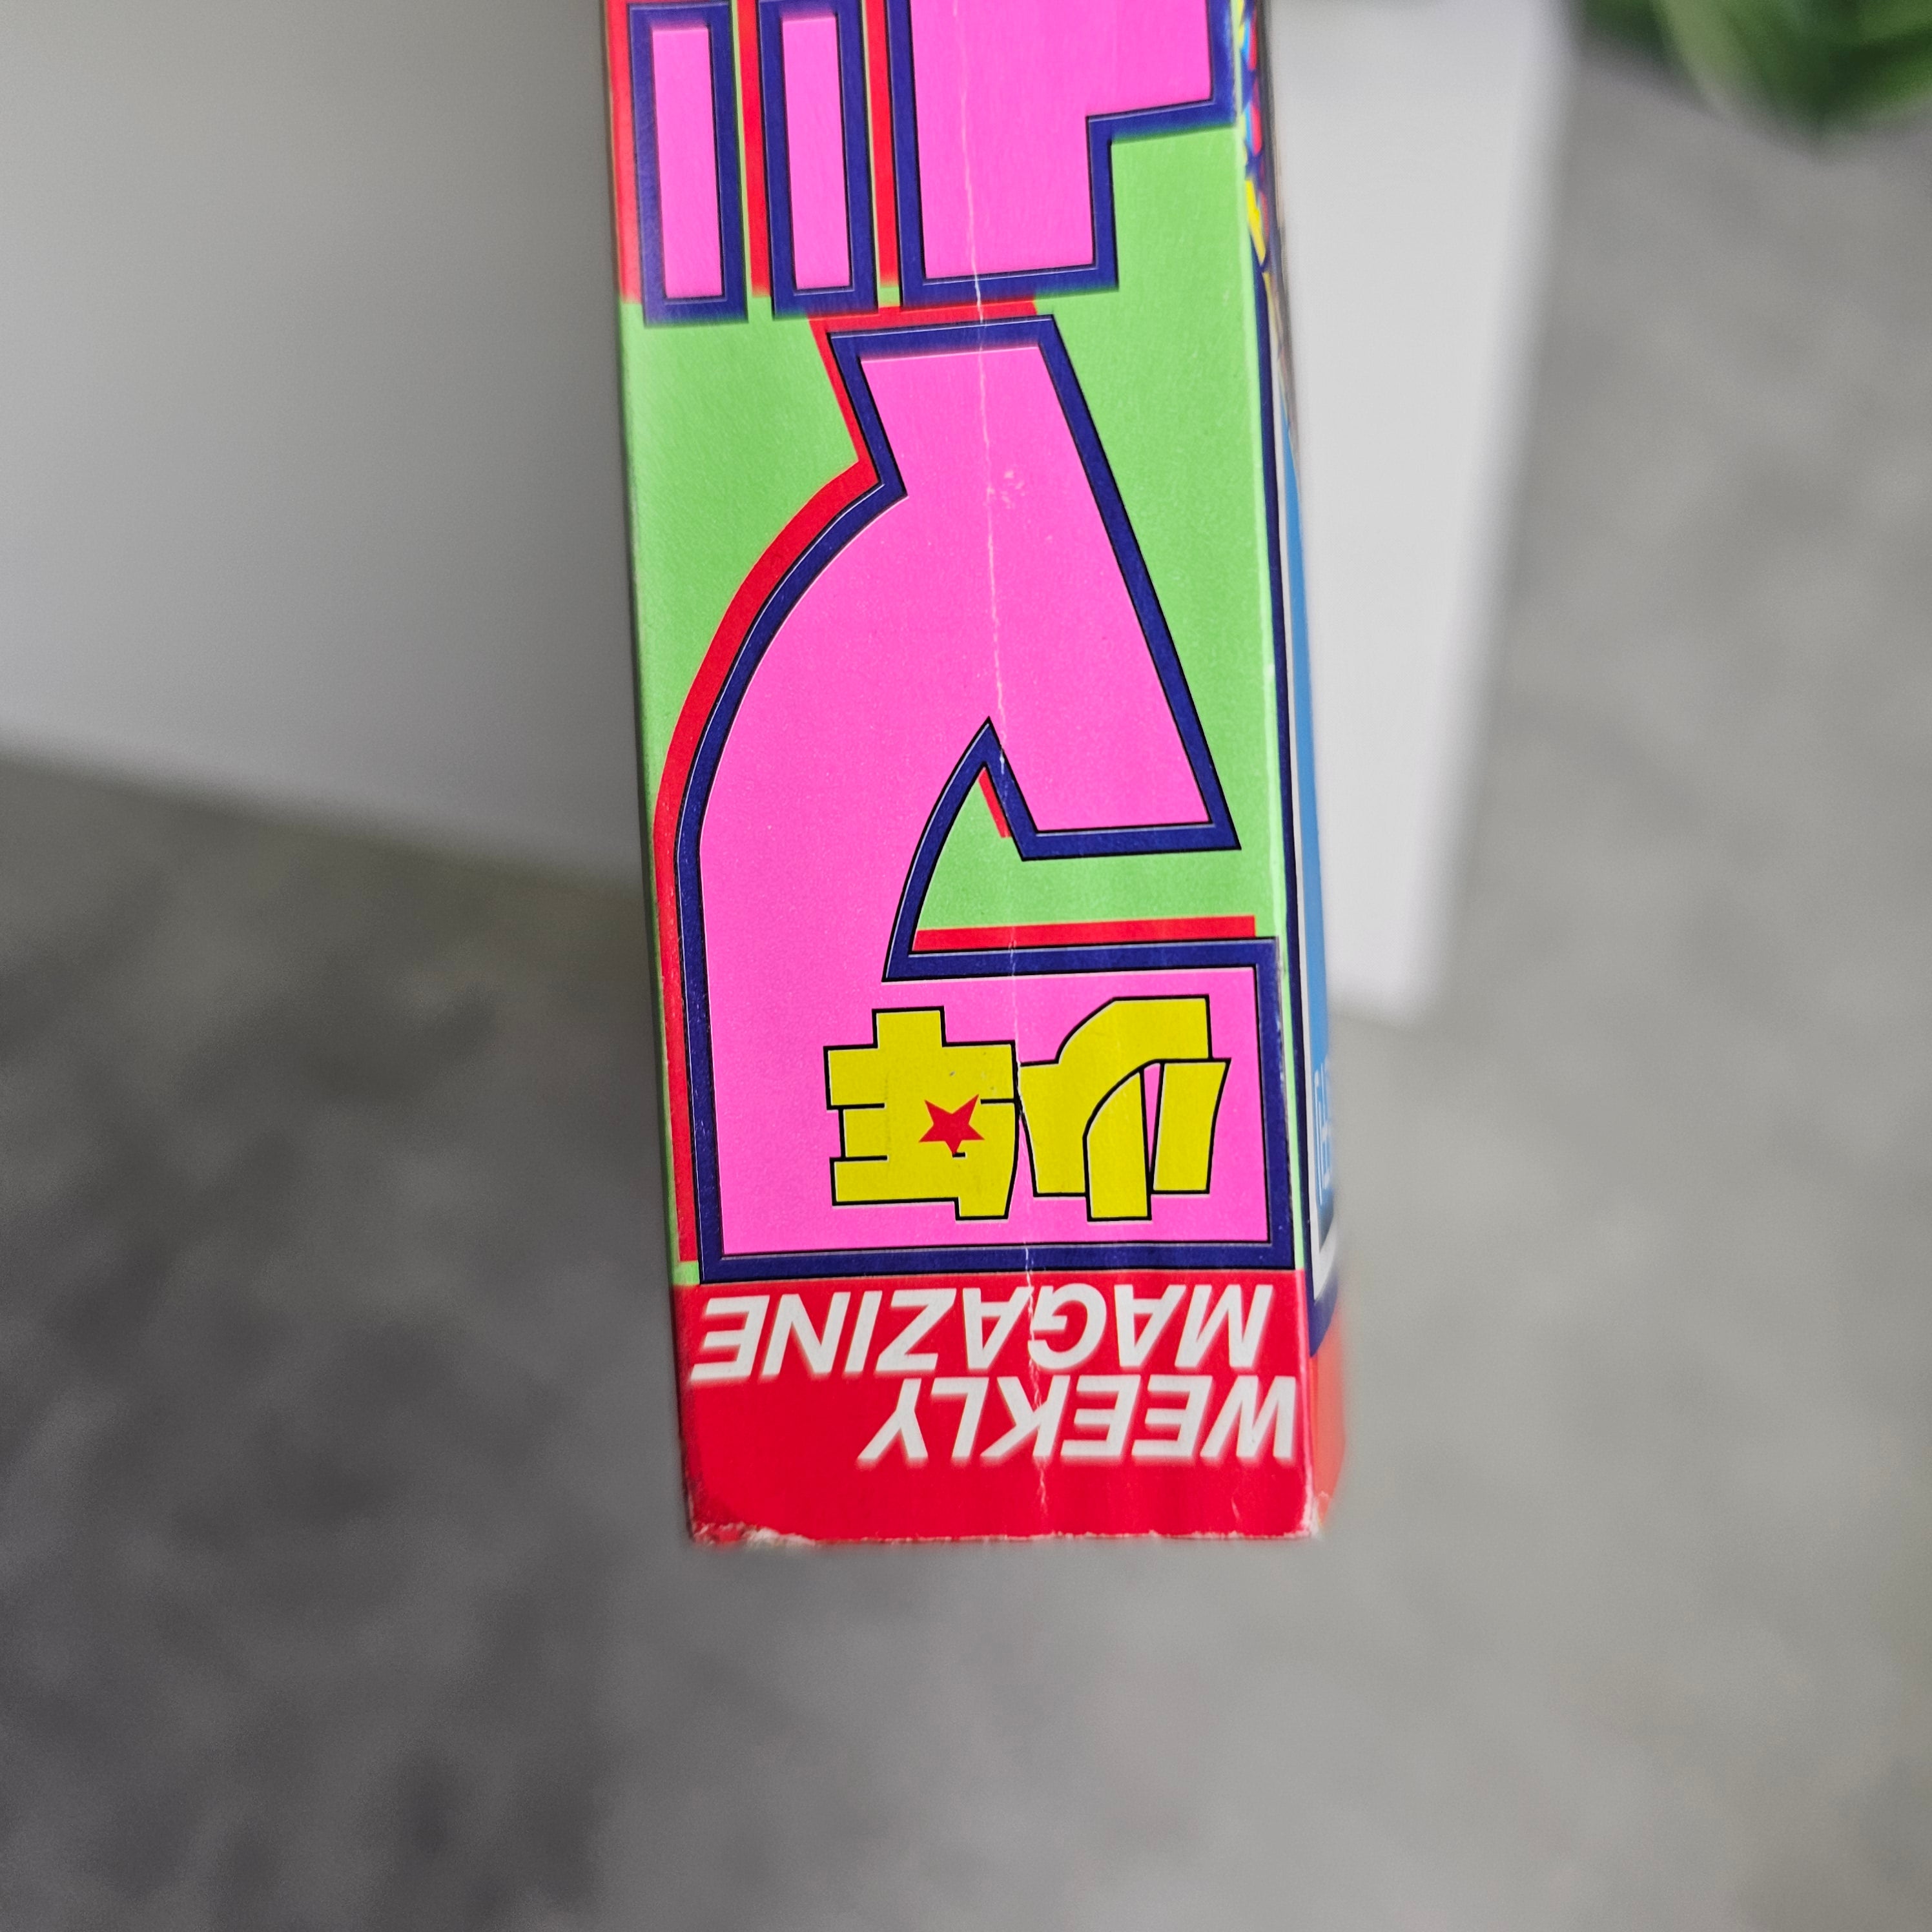 WEEKLY
MAGAZINE
少年
マ